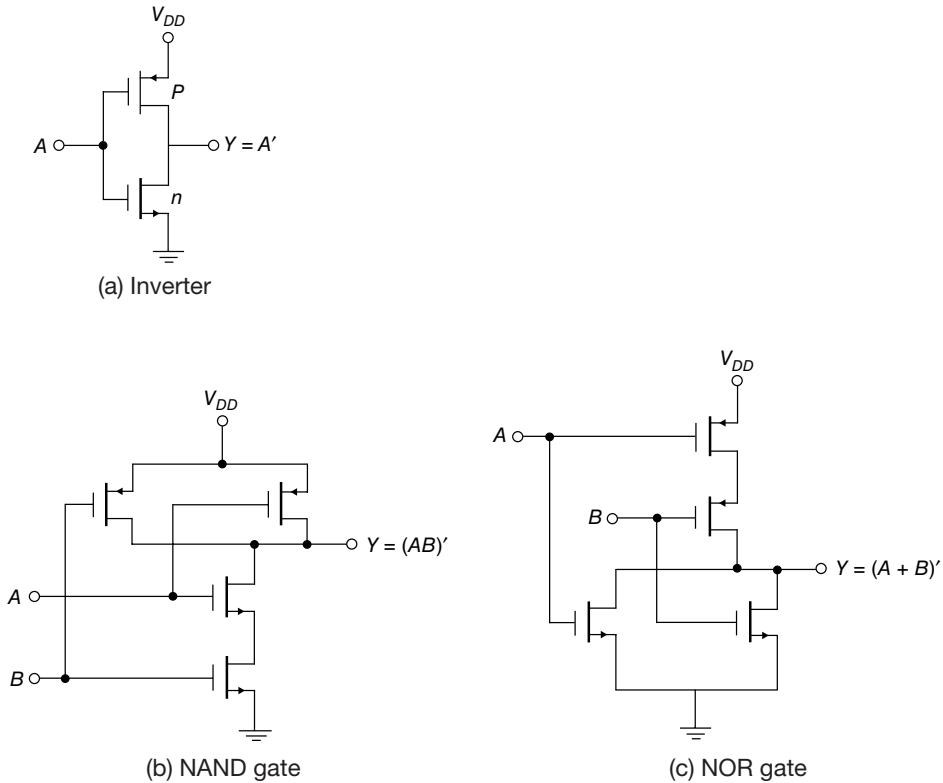 V_DD
P
A
Y = A′
n
(a) Inverter
V_DD
Y = (AB)′
A
B
(b) NAND gate
V_DD
A
B
Y = (A + B)′
(c) NOR gate